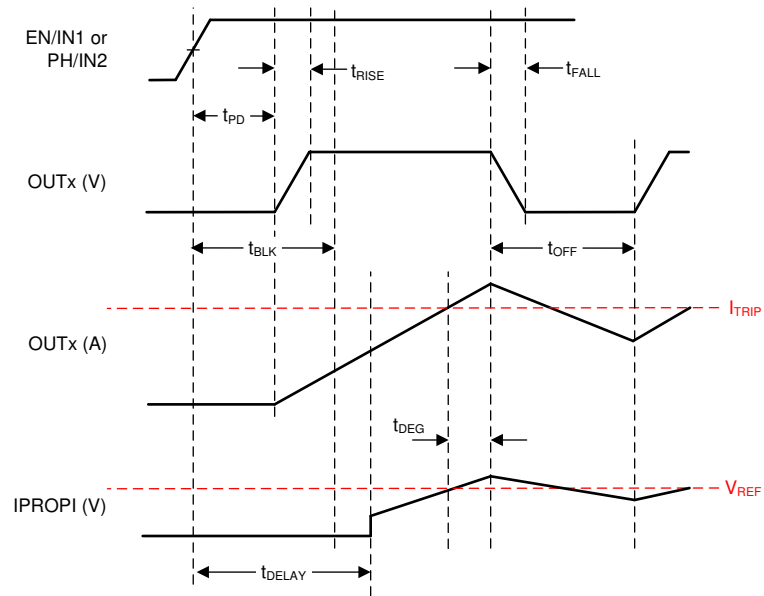 EN/IN1 or
PH/IN2
tRISE
tFALL
tPD
OUTx (V)
tBLK
tOFF
ITRIP
OUTx (A)
tDEG
VREF
IPROPI (V)
tDELAY